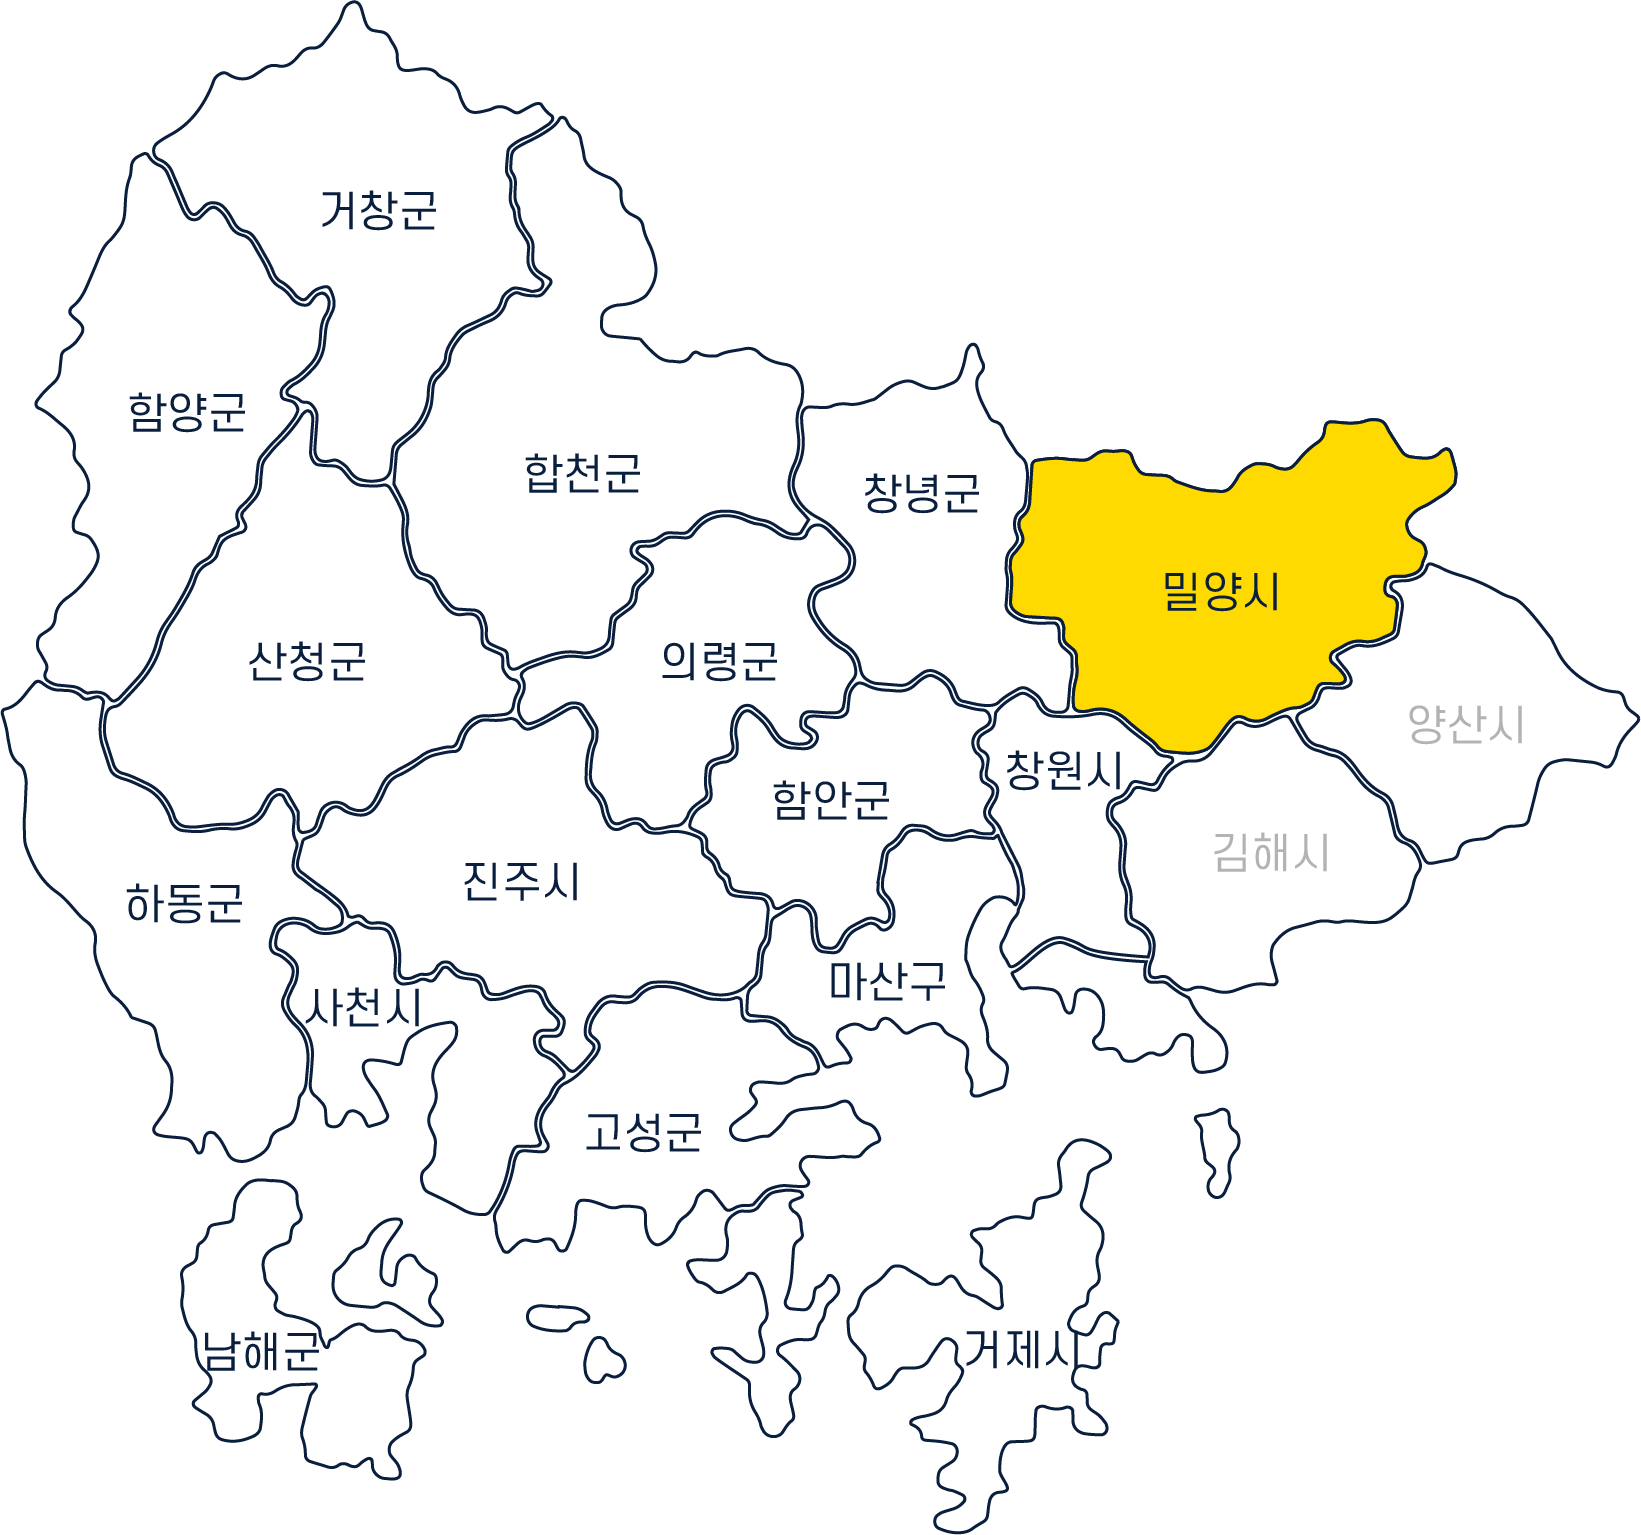 거창군
함양군
합천군
창녕군
밀양시
산청군
의령군
양산시
창원시
함안군
김해시
진주시
하동군
마산구
사천시
고성군
남해군
거제시